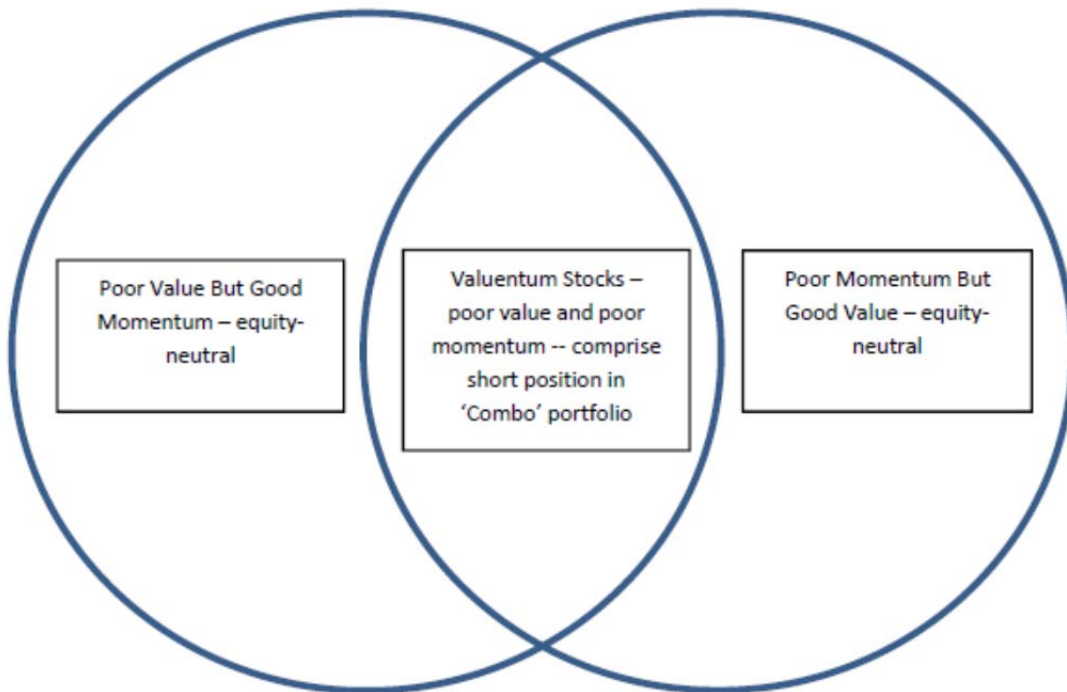 Poor Value But Good
Momentum – equity-
neutral
Valuentum Stocks –
poor value and poor
momentum -- comprise
short position in
‘Combo’ portfolio
Poor Momentum But
Good Value – equity-
neutral